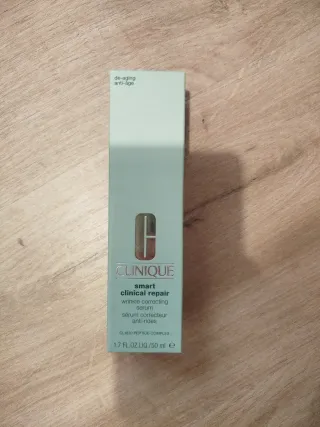 de-aging
anti-âge
CLINIQUE
smart
clinical repair
wrinkle correcting
serum
sérum correcteur
anti-rides
1.7 FL.OZ.LIQ./50 ml e